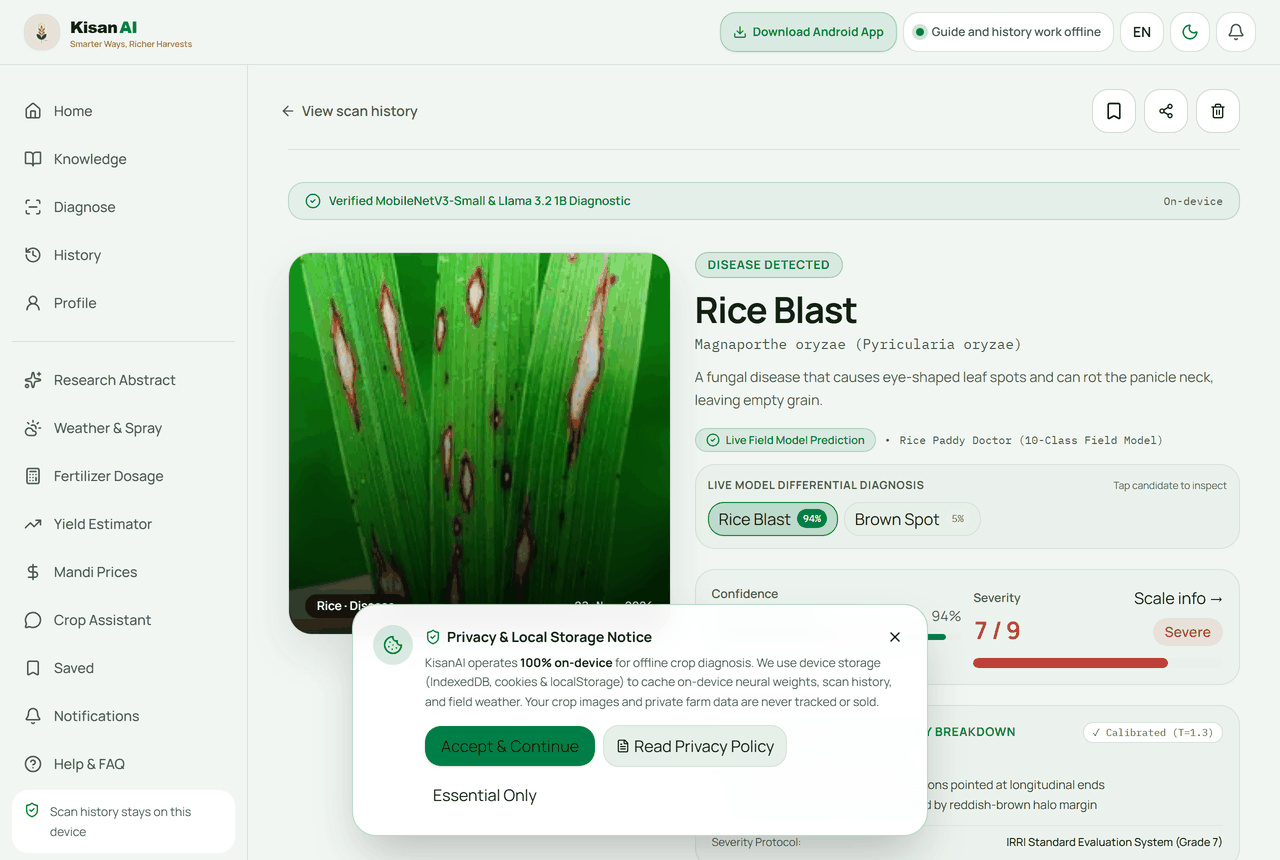 Kisan AI
Smarter Ways, Richer Harvests
Download Android App
Guide and history work offline
EN
Home
Knowledge
Diagnose
History
Profile
Research Abstract
Weather & Spray
Fertilizer Dosage
Yield Estimator
Mandi Prices
Crop Assistant
Saved
Notifications
Help & FAQ
Scan history stays on this
device
View scan history
Verified MobileNetV3-Small & Llama 3.2 1B Diagnostic
On-device
Rice · Disease
DISEASE DETECTED
Rice Blast
Magnaporthe oryzae (Pyricularia oryzae)
A fungal disease that causes eye-shaped leaf spots and can rot the panicle neck,
leaving empty grain.
Live Field Model Prediction • Rice Paddy Doctor (10-Class Field Model)
LIVE MODEL DIFFERENTIAL DIAGNOSIS
Tap candidate to inspect
Rice Blast 94%
Brown Spot 5%
Confidence
94%
Severity
Scale info →
7 / 9
Severe
BREAKDOWN
✓ Calibrated (T=1.3)
ons pointed at longitudinal ends
d by reddish-brown halo margin
Severity Protocol:
IRRI Standard Evaluation System (Grade 7)
Privacy & Local Storage Notice
KisanAI operates 100% on-device for offline crop diagnosis. We use device storage
(IndexedDB, cookies & localStorage) to cache on-device neural weights, scan history,
and field weather. Your crop images and private farm data are never tracked or sold.
Accept & Continue
Read Privacy Policy
Essential Only